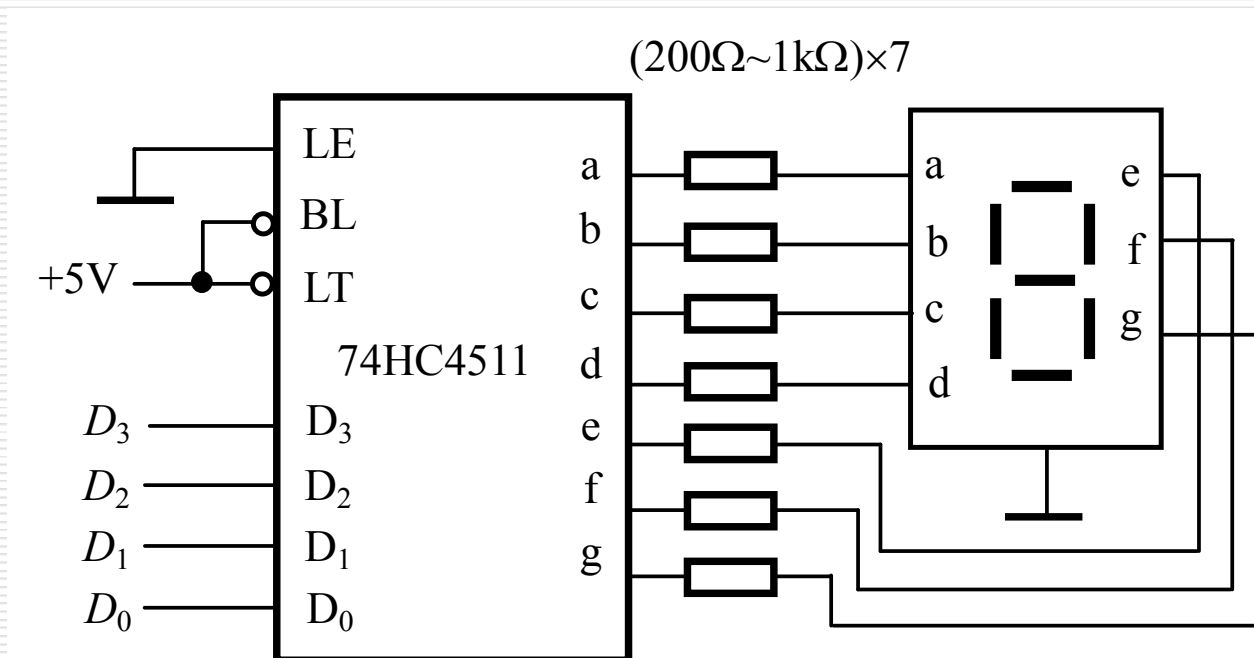 (200Ω~1kΩ)×7
LE
BL
+5V
LT
74HC4511
D₃ D₃
D₂ D₂
D₁ D₁
D₀ D₀
a
b
c
d
e
f
g
a
b
c
d
e
f
g